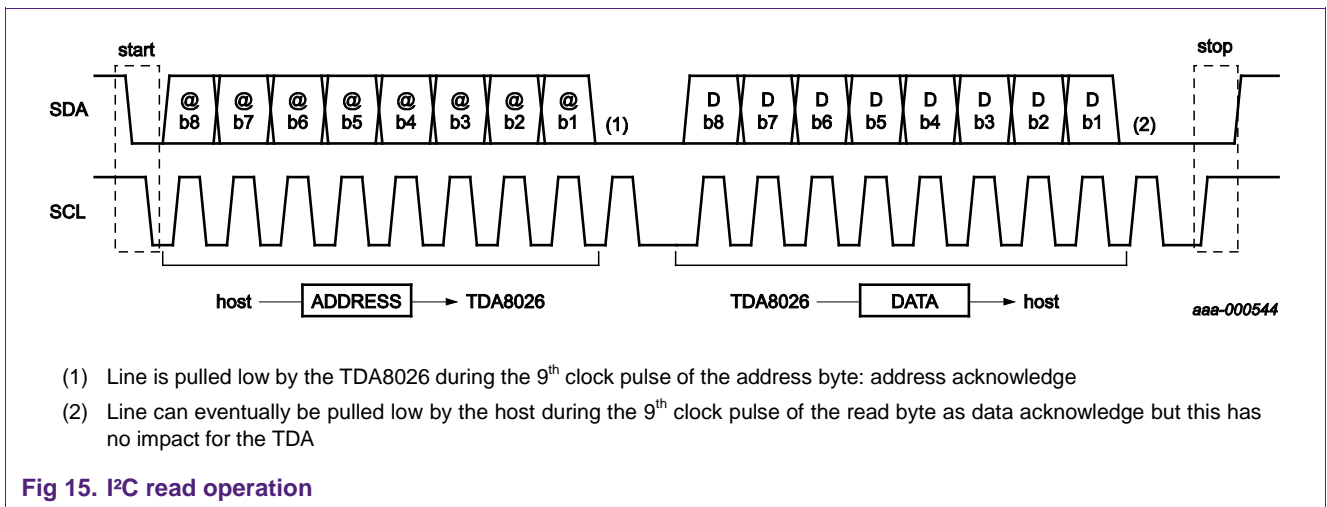 start
stop
SDA
@ @ @ @ @ @ @ @
b8 b7 b6 b5 b4 b3 b2 b1
(1)
D D D D D D D D
b8 b7 b6 b5 b4 b3 b2 b1
(2)
SCL
host ADDRESS TDA8026
TDA8026 DATA host
aaa-000544
(1) Line is pulled low by the TDA8026 during the 9th clock pulse of the address byte: address acknowledge
(2) Line can eventually be pulled low by the host during the 9th clock pulse of the read byte as data acknowledge but this has
no impact for the TDA
Fig 15. I²C read operation